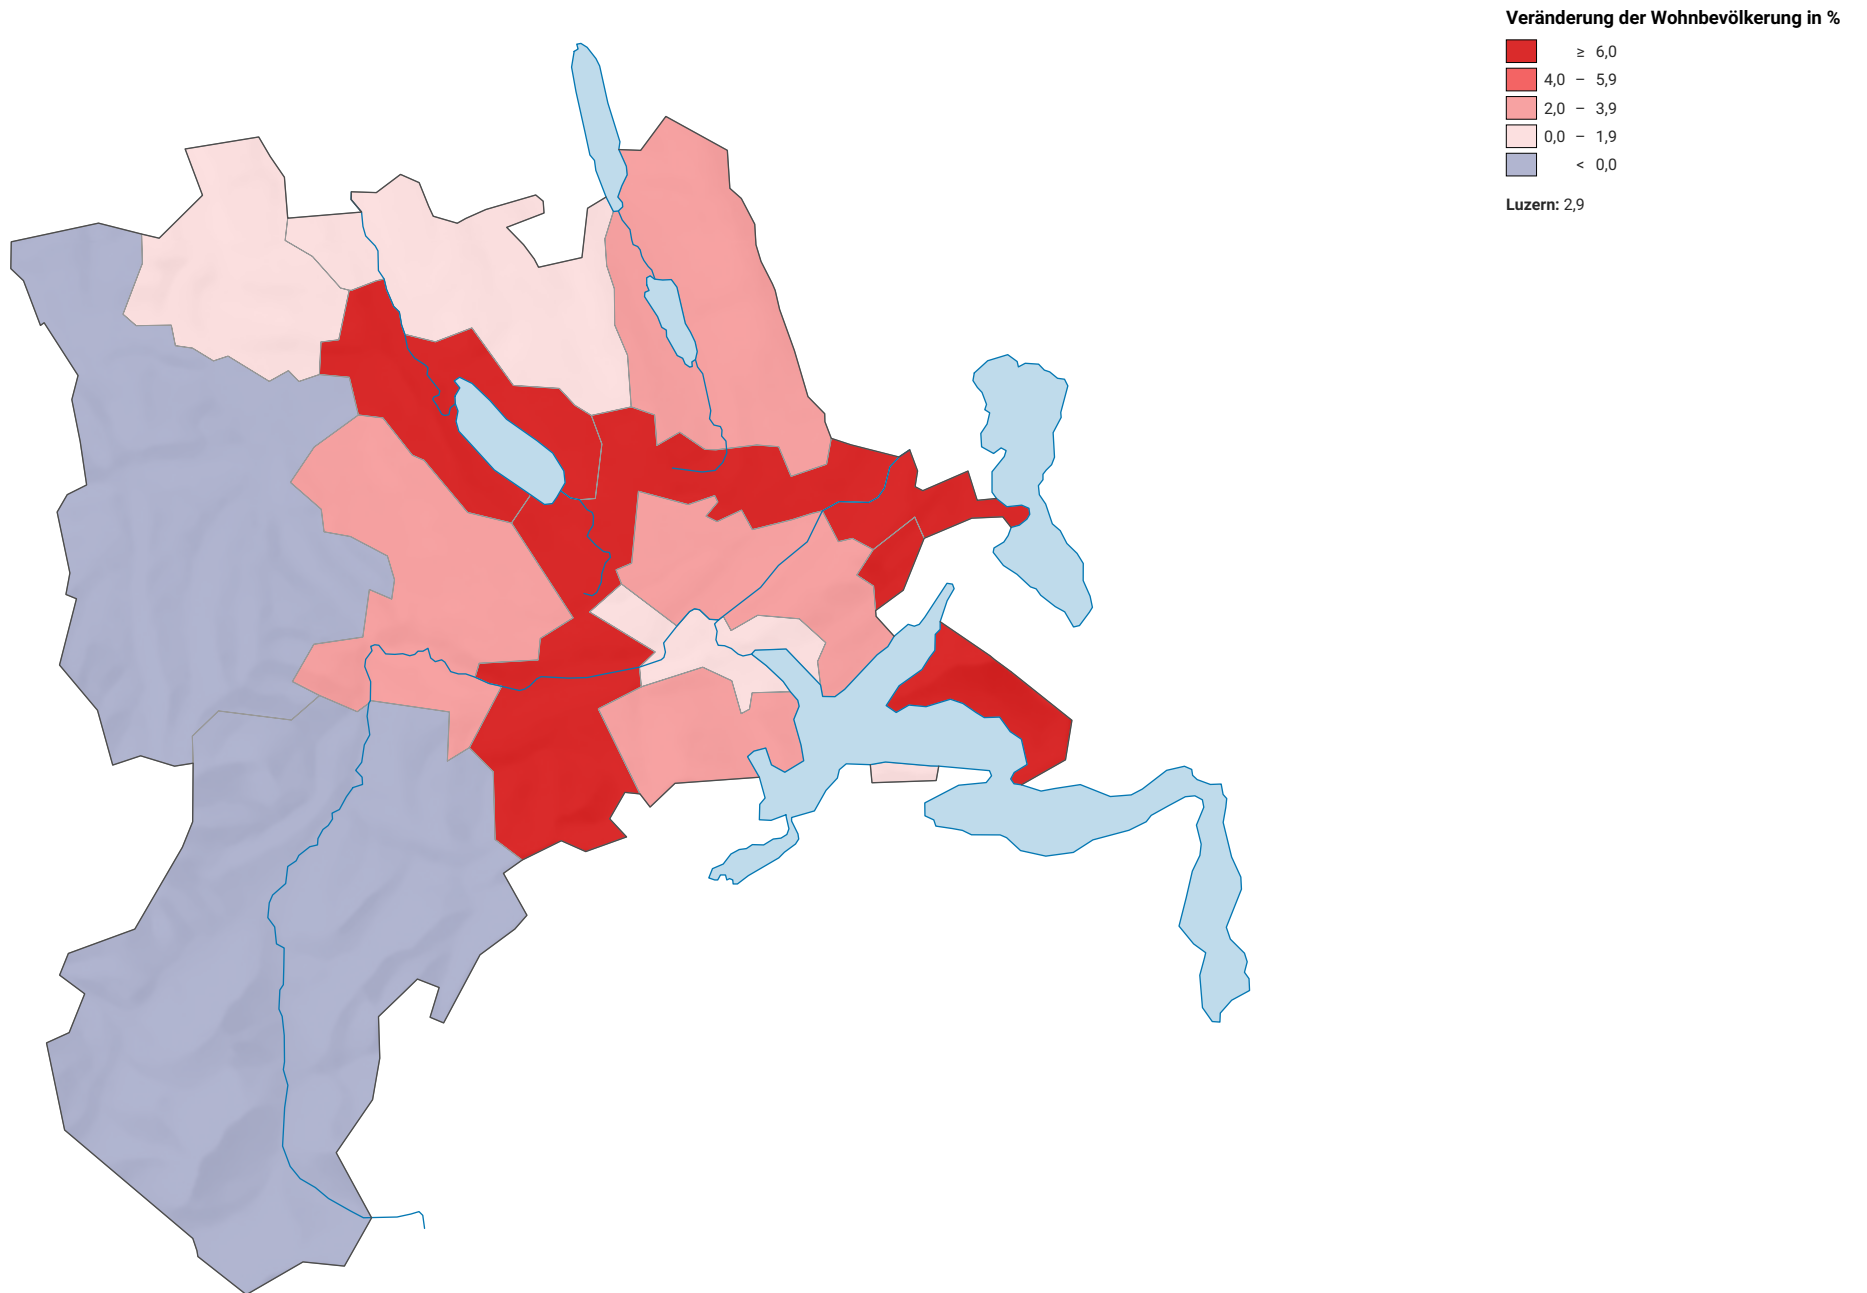 Veränderung der Wohnbevölkerung in %
≥ 6,0
4,0 – 5,9
2,0 – 3,9
0,0 – 1,9
< 0,0
Luzern: 2,9